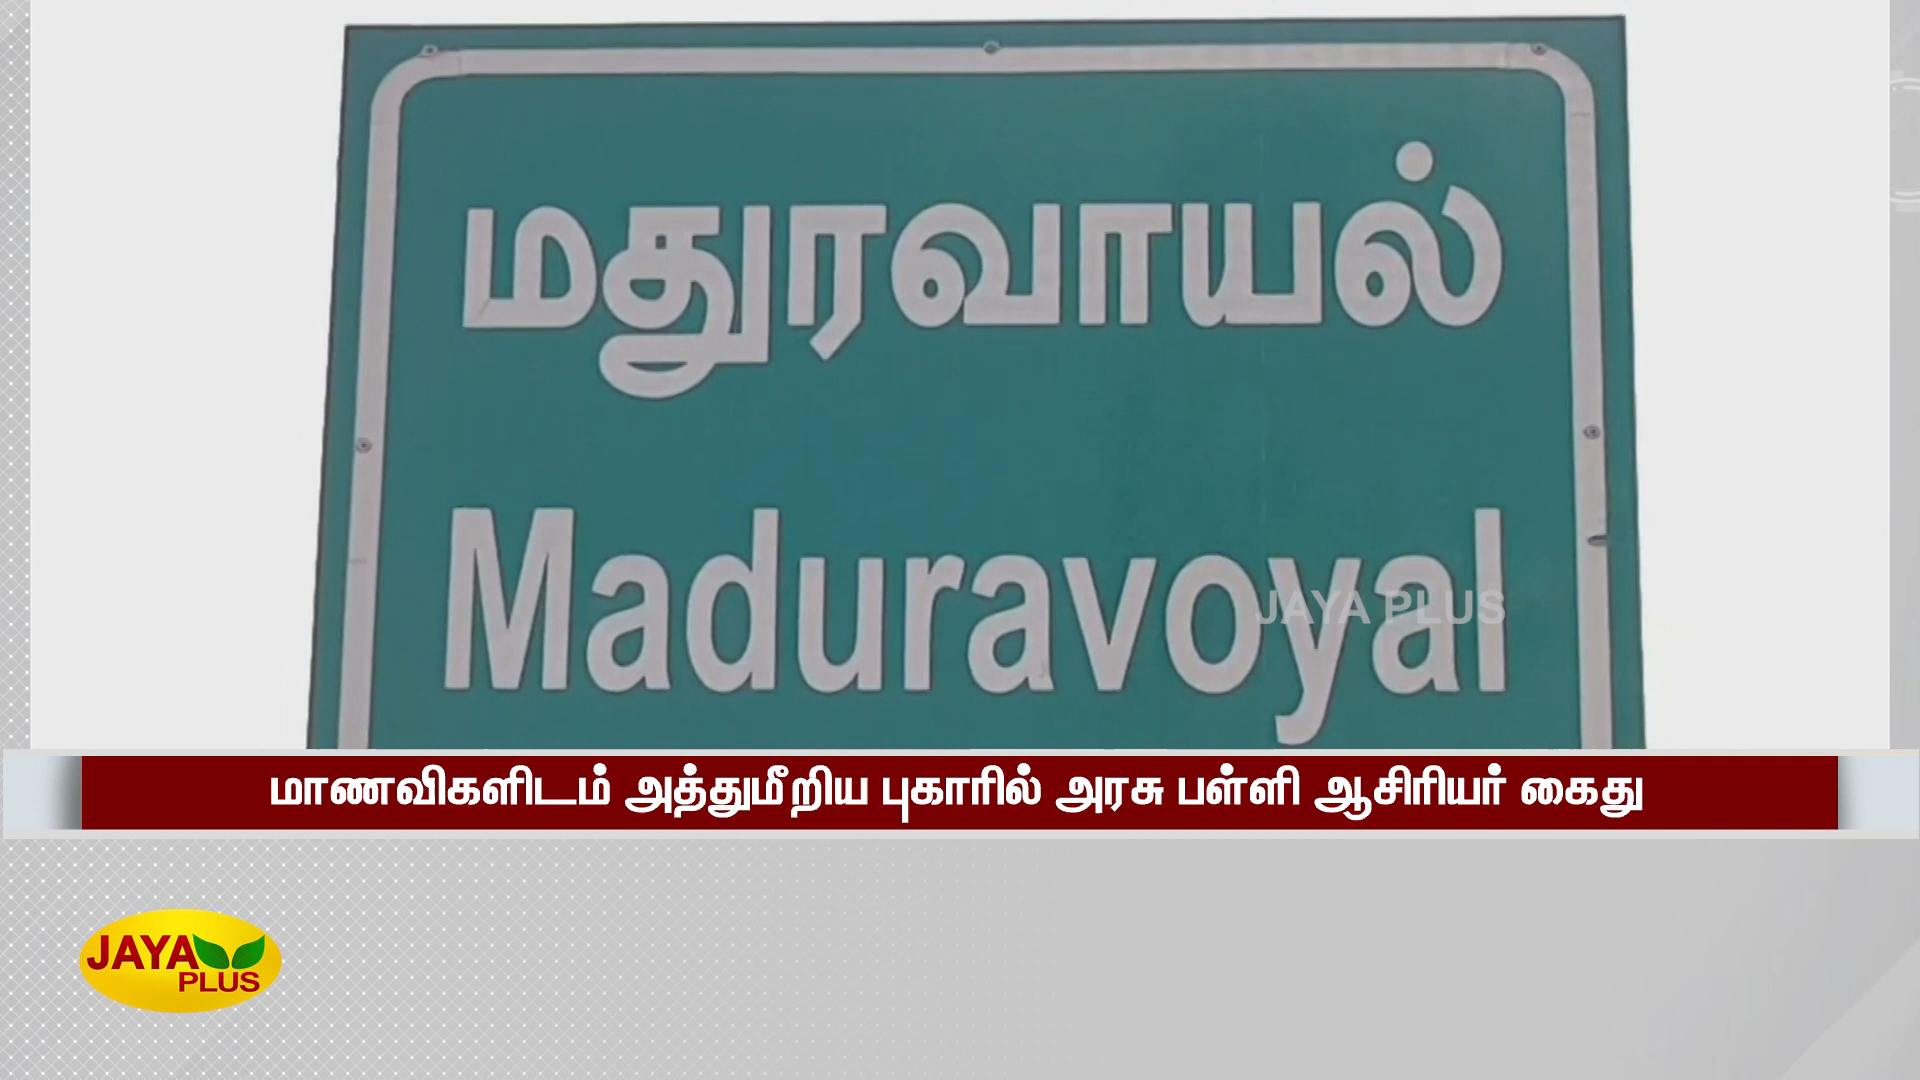 மதுரவாயல்
Maduravoyal
JAYA PLUS
மாணவிகளிடம் அத்துமீறிய புகாரில் அரசு பள்ளி ஆசிரியர் கைது
JAYA
PLUS